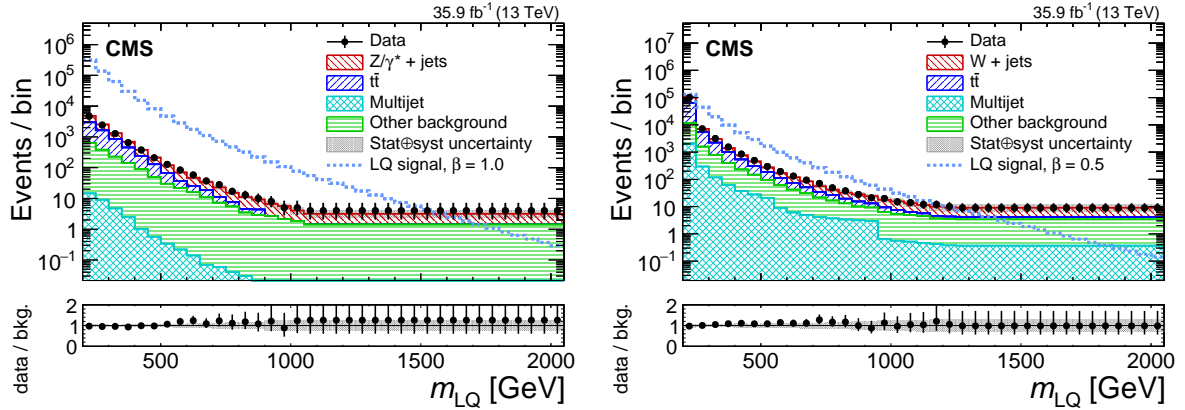 35.9 fb⁻¹ (13 TeV)
CMS
Data
Z/γ* + jets
tt̄
Multijet
Other background
Stat⊕syst uncertainty
LQ signal, β = 1.0
Events / bin
10⁶
10⁵
10⁴
10³
10²
10
1
10⁻¹
data / bkg.
2
1
0
500 1000 1500 2000
m_LQ [GeV]
35.9 fb⁻¹ (13 TeV)
CMS
Data
W + jets
tt̄
Multijet
Other background
Stat⊕syst uncertainty
LQ signal, β = 0.5
Events / bin
10⁷
10⁶
10⁵
10⁴
10³
10²
10
1
10⁻¹
data / bkg.
2
1
0
500 1000 1500 2000
m_LQ [GeV]